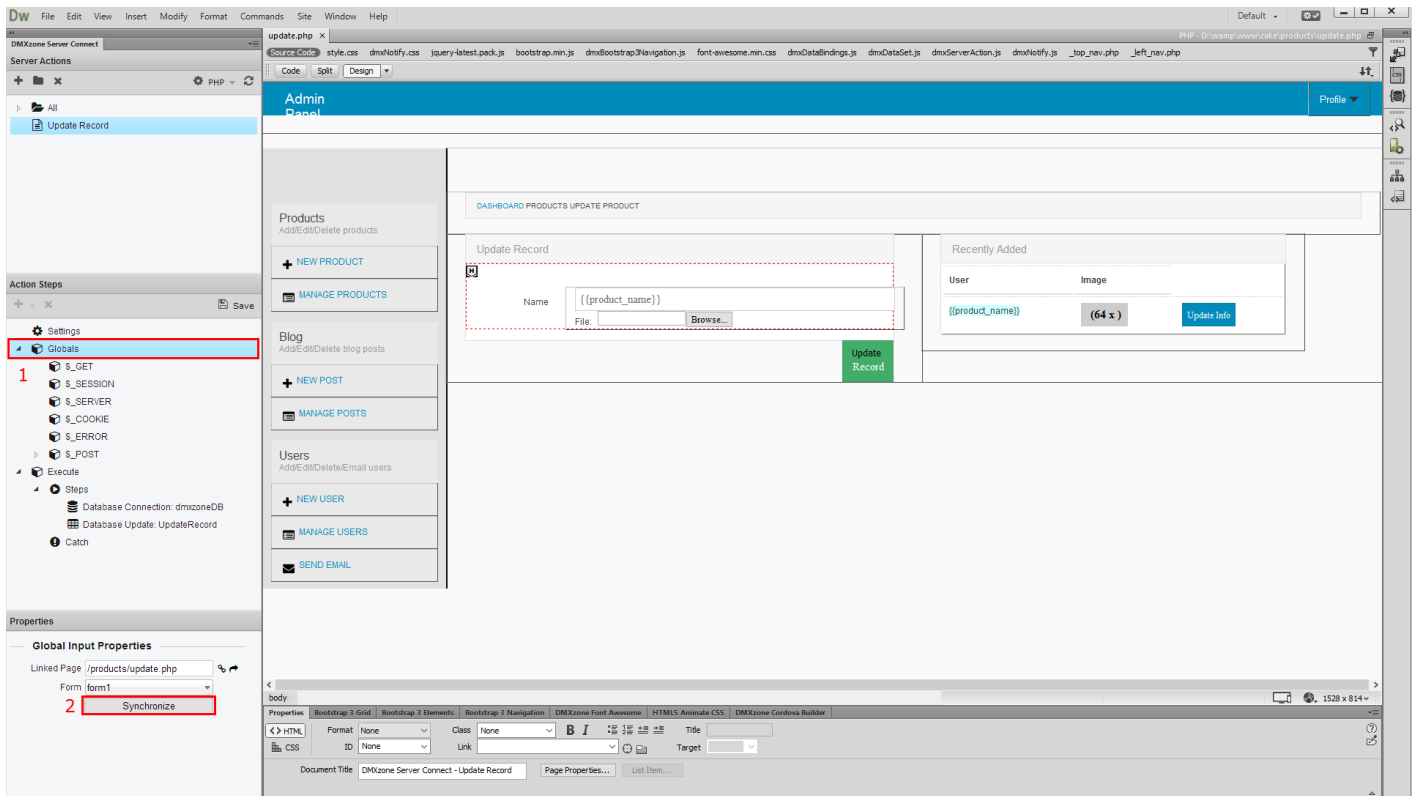 DW File Edit View Insert Modify Format Commands Site Window Help Default
DMXzone Server Connect
Server Actions
PHP
All
Update Record
Action Steps
Save
Settings
Globals
1
$_GET
$_SESSION
$_SERVER
$_COOKIE
$_ERROR
$_POST
Execute
Steps
Database Connection: dmxzoneDB
Database Update: UpdateRecord
Catch
Properties
Global Input Properties
Linked Page /products/update.php
Form form1
2 Synchronize
update.php × PHP - D:\wamp\www\cake\products\update.php
Source Code style.css dmxNotify.css jquery-latest.pack.js bootstrap.min.js dmxBootstrap3Navigation.js font-awesome.min.css dmxDataBindings.js dmxDataSet.js dmxServerAction.js dmxNotify.js _top_nav.php _left_nav.php
Code Split Design
Admin
Panel
Profile
Products
Add/Edit/Delete products
NEW PRODUCT
MANAGE PRODUCTS
Blog
Add/Edit/Delete blog posts
NEW POST
MANAGE POSTS
Users
Add/Edit/Delete/Email users
NEW USER
MANAGE USERS
SEND EMAIL
DASHBOARD PRODUCTS UPDATE PRODUCT
Update Record
Name {{product_name}}
File: Browse...
Update
Record
Recently Added
User Image
{{product_name}} (64 x ) Update Info
body 1528 x 814
Properties Bootstrap 3 Grid Bootstrap 3 Elements Bootstrap 3 Navigation DMXzone Font Awesome HTML5 Animate CSS DMXzone Cordova Builder
<> HTML Format None Class None B I Title
CSS ID None Link Target
Document Title DMXzone Server Connect - Update Record Page Properties... List Item...